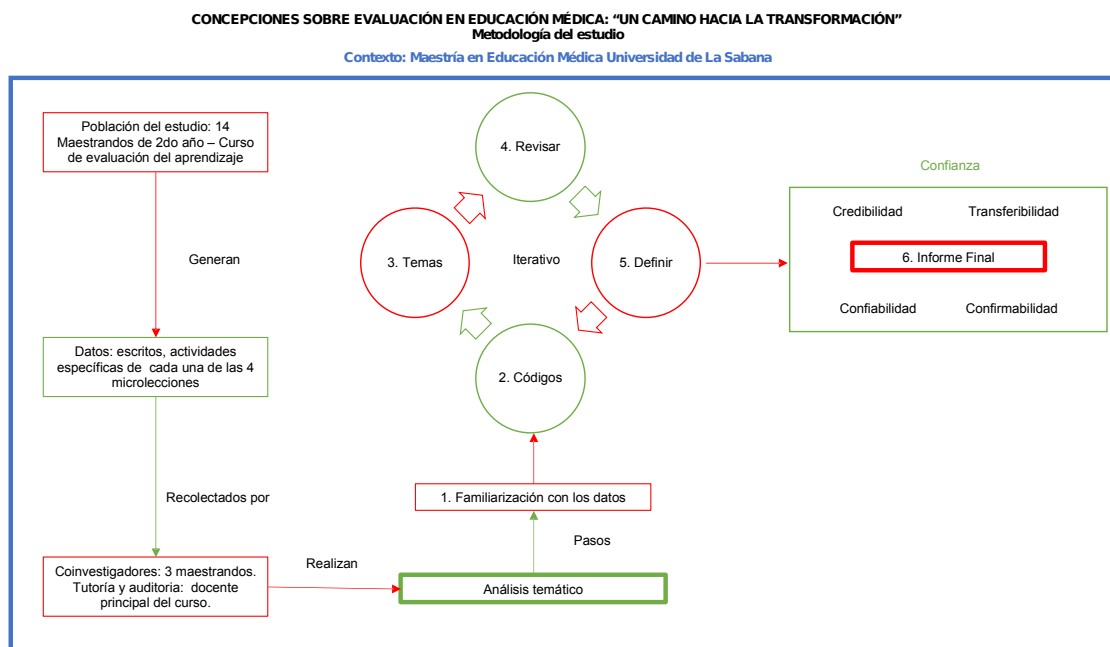 CONCEPCIONES SOBRE EVALUACIÓN EN EDUCACIÓN MÉDICA: “UN CAMINO HACIA LA TRANSFORMACIÓN”
Metodología del estudio
Contexto: Maestría en Educación Médica Universidad de La Sabana
Población del estudio: 14
Maestrandos de 2do año – Curso
de evaluación del aprendizaje
Generan
Datos: escritos, actividades
específicas de cada una de las 4
microlecciones
Recolectados por
Coinvestigadores: 3 maestrandos.
Tutoría y auditoria: docente
principal del curso.
Realizan
Análisis temático
Pasos
1. Familiarización con los datos
2. Códigos
3. Temas
4. Revisar
Iterativo
5. Definir
Confianza
Credibilidad
Transferibilidad
6. Informe Final
Confiabilidad
Confirmabilidad